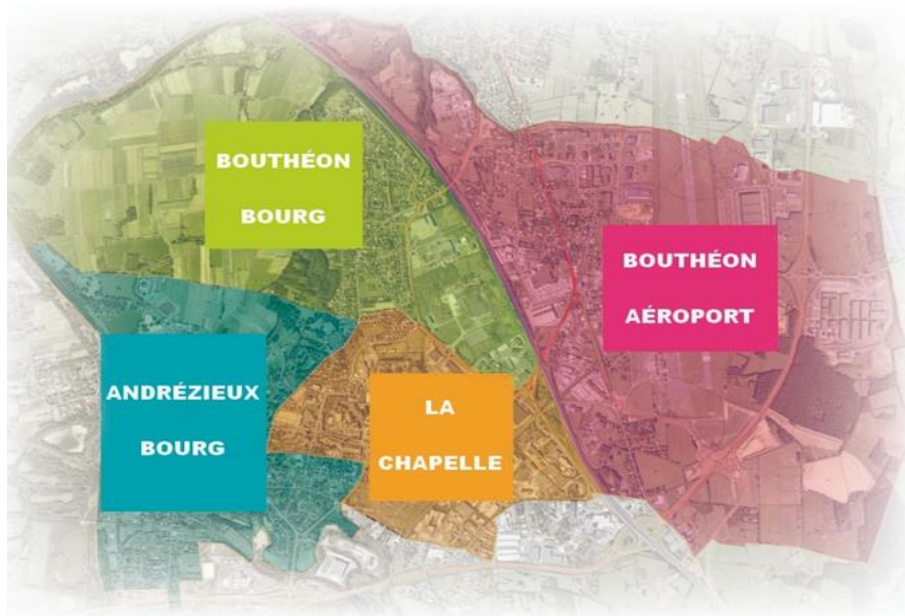 BOUTHÉON
BOURG
BOUTHÉON
AÉROPORT
ANDRÉZIEUX
BOURG
LA
CHAPELLE